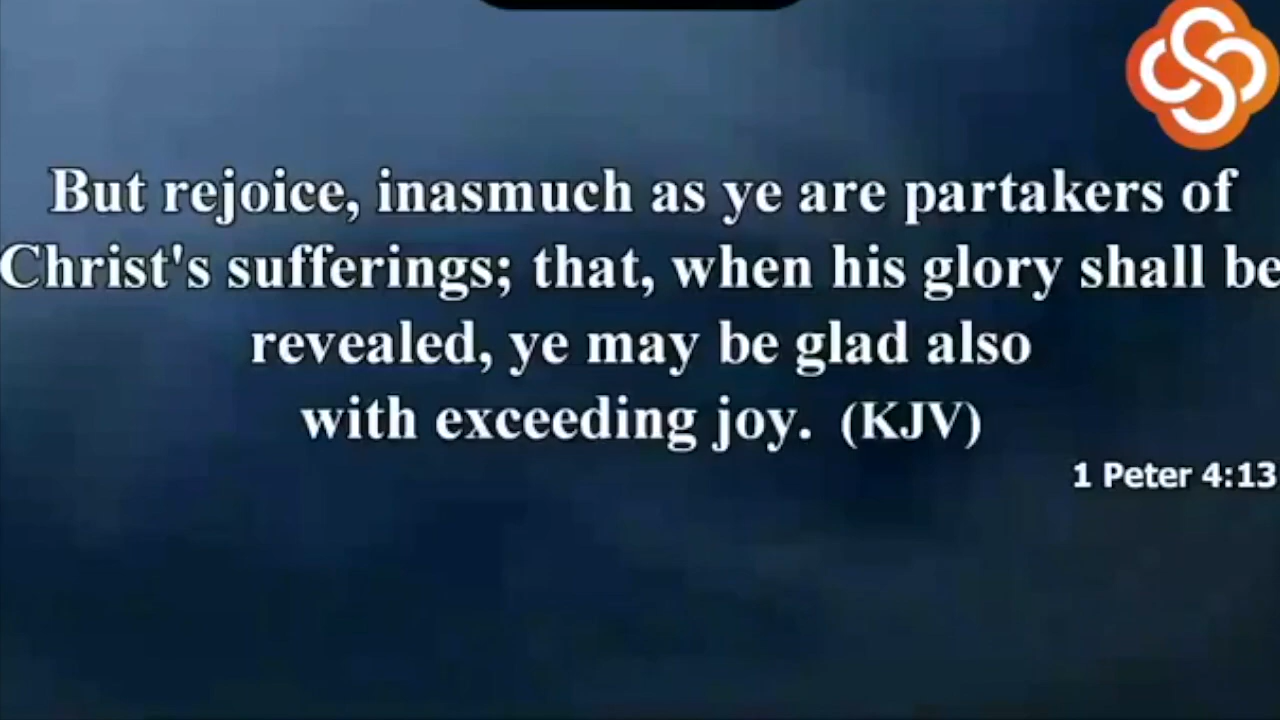 But rejoice, inasmuch as ye are partakers of
Christ's sufferings; that, when his glory shall be
revealed, ye may be glad also
with exceeding joy. (KJV)
1 Peter 4:13